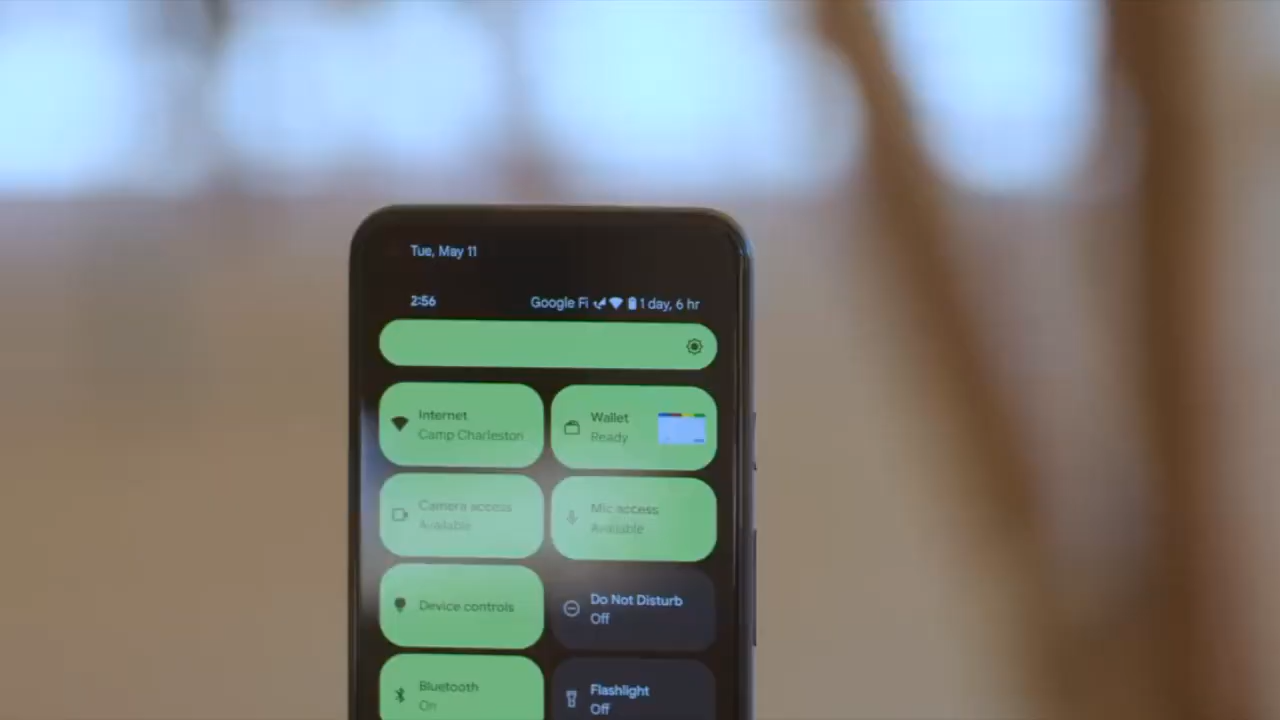 Tue, May 11
2:56
Google Fi 1 day, 6 hr
Internet
Camp Charleston
Wallet
Ready
Camera access
Available
Mic access
Available
Device controls
Do Not Disturb
Off
Bluetooth
On
Flashlight
Off